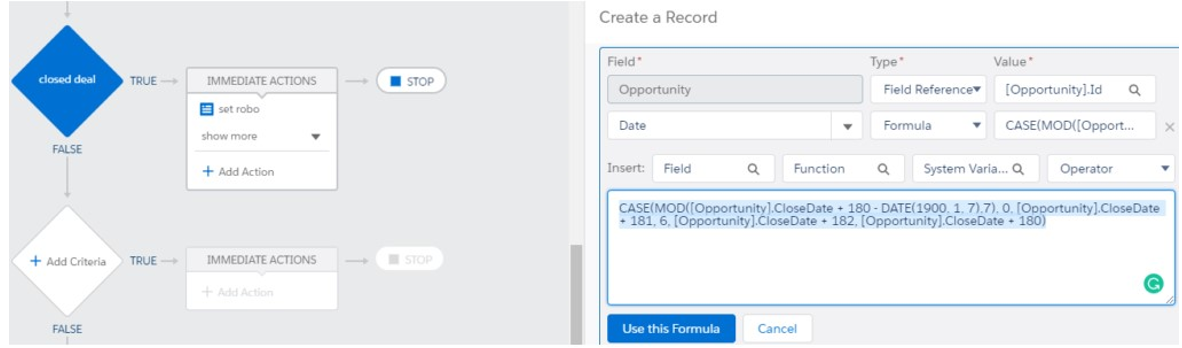 Create a Record
closed deal
TRUE
IMMEDIATE ACTIONS
STOP
set robo
show more
+ Add Action
FALSE
+ Add Criteria
TRUE
IMMEDIATE ACTIONS
STOP
+ Add Action
FALSE
Field* Type* Value*
Opportunity Field Reference [Opportunity].Id
Date Formula CASE(MOD([Opport...
Insert: Field Function System Varia... Operator
CASE(MOD([Opportunity].CloseDate + 180 - DATE(1900, 1, 7),7), 0, [Opportunity].CloseDate
+ 181, 6, [Opportunity].CloseDate + 182, [Opportunity].CloseDate + 180)
Use this Formula Cancel